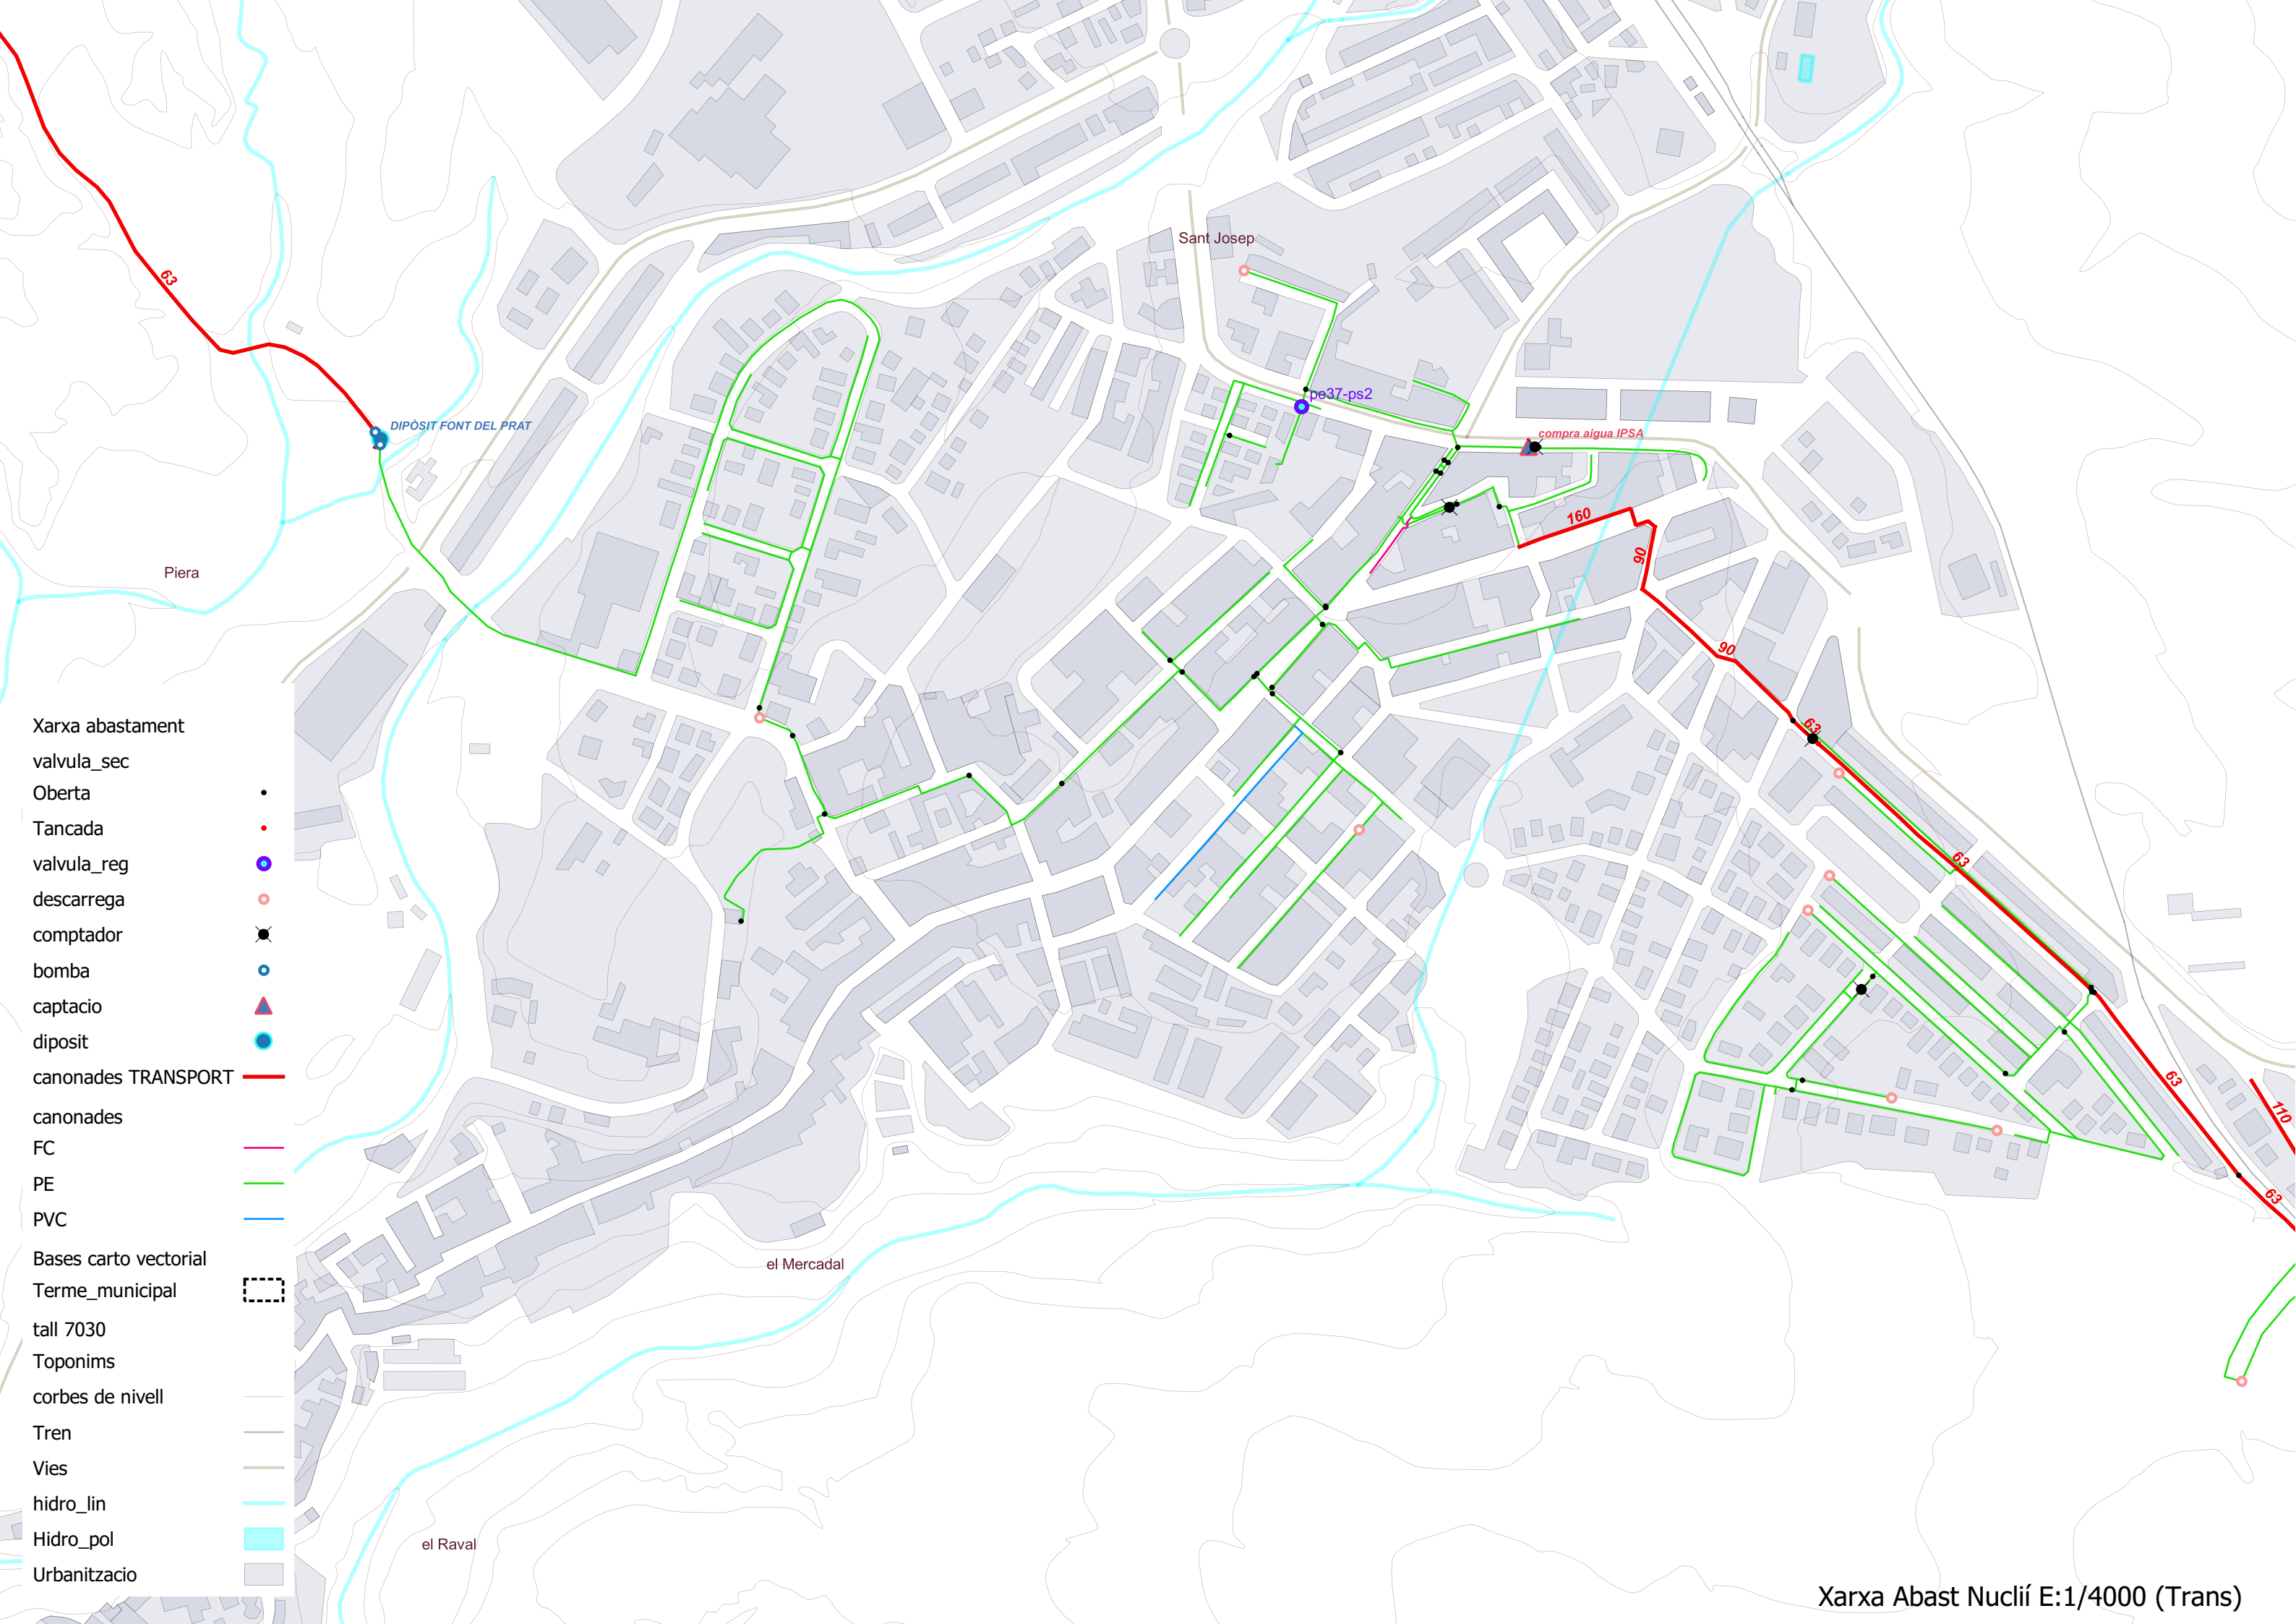 Sant Josep
63
pe37-ps2
DIPÒSIT FONT DEL PRAT
compra aigua IPSA
160
90
Piera
90
63
63
63
110
63
el Mercadal
el Raval
Xarxa abastament
valvula_sec
Oberta
Tancada
valvula_reg
descarrega
comptador
bomba
captacio
diposit
canonades TRANSPORT
canonades
FC
PE
PVC
Bases carto vectorial
Terme_municipal
tall 7030
Toponims
corbes de nivell
Tren
Vies
hidro_lin
Hidro_pol
Urbanitzacio
Xarxa Abast Nuclií E:1/4000 (Trans)